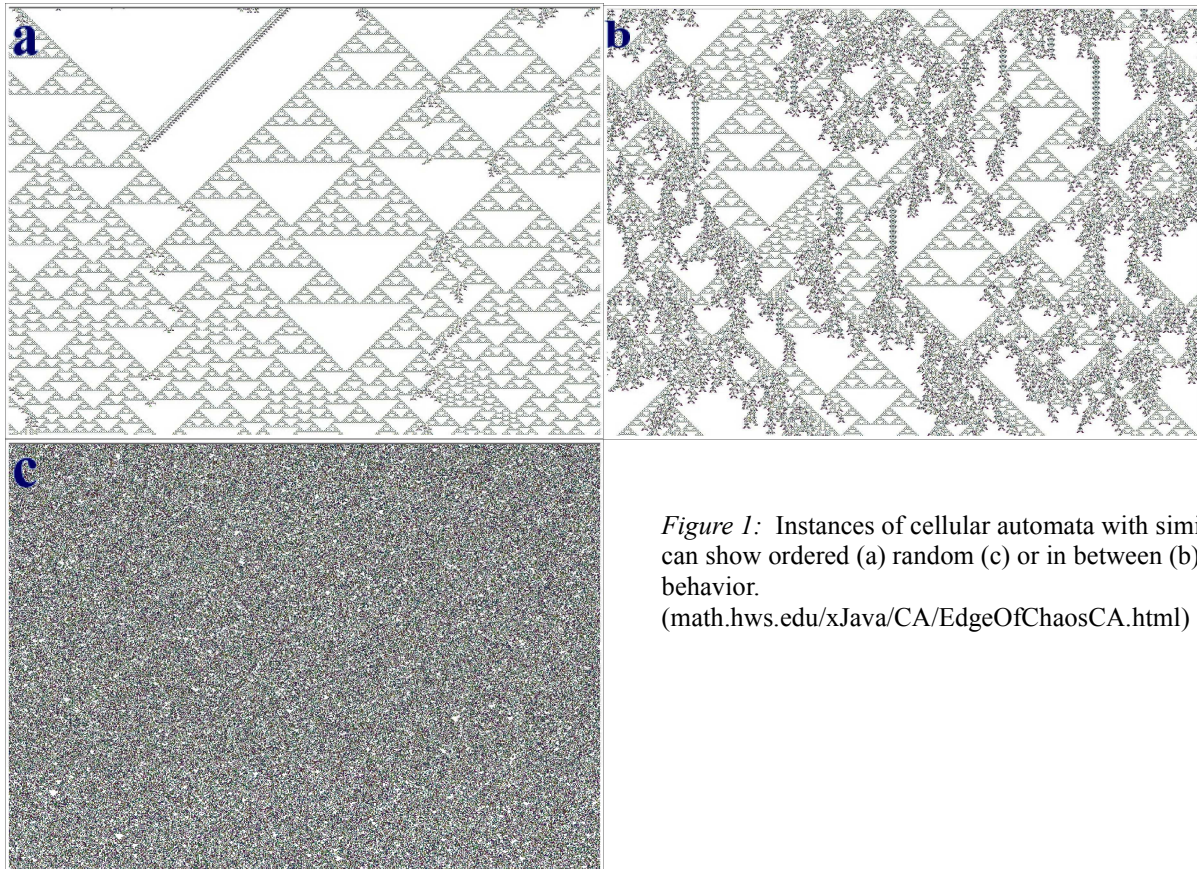 a
b
c
Figure 1: Instances of cellular automata with simi
can show ordered (a) random (c) or in between (b)
behavior.
(math.hws.edu/xJava/CA/EdgeOfChaosCA.html)